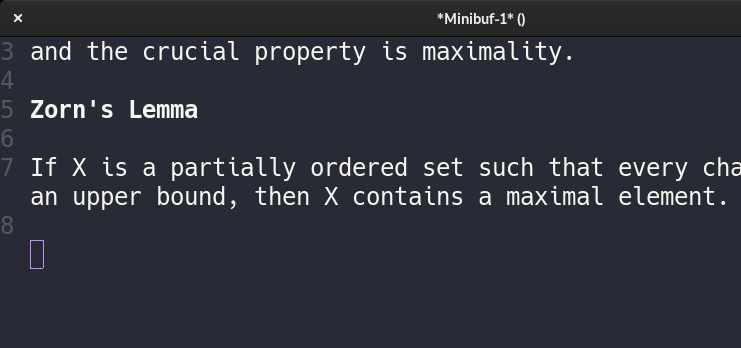 × *Minibuf-1* ()
3 and the crucial property is maximality.
4
5 Zorn's Lemma
6
7 If X is a partially ordered set such that every cha
an upper bound, then X contains a maximal element.
8